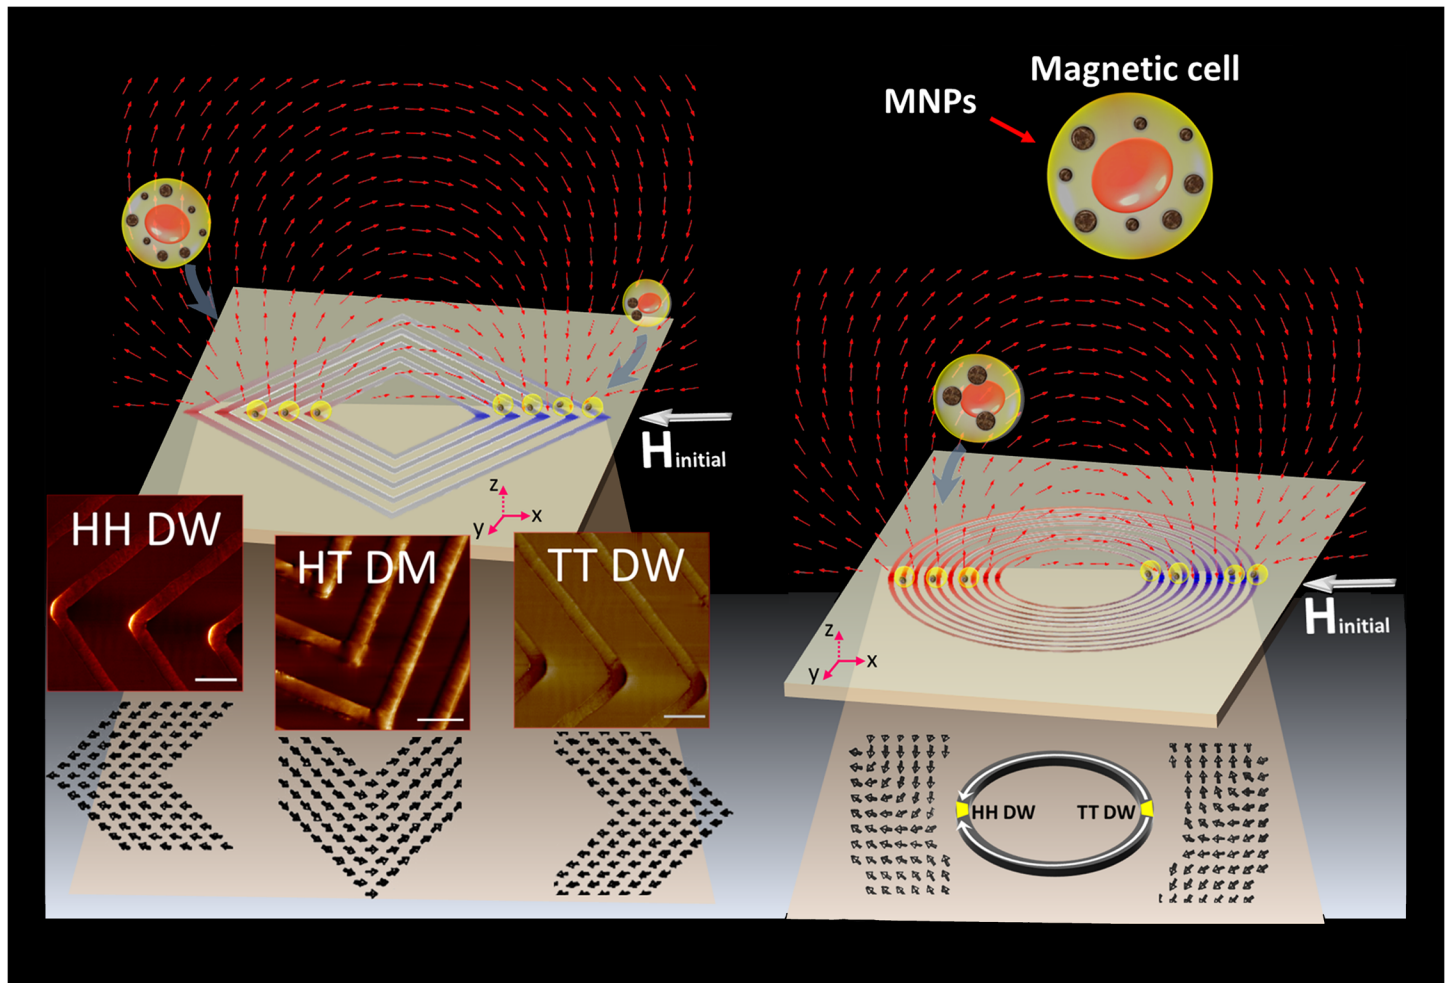 Magnetic cell
MNPs
H initial
z
y
x
HH DW
HT DM
TT DW
H initial
z
y
x
HH DW
TT DW